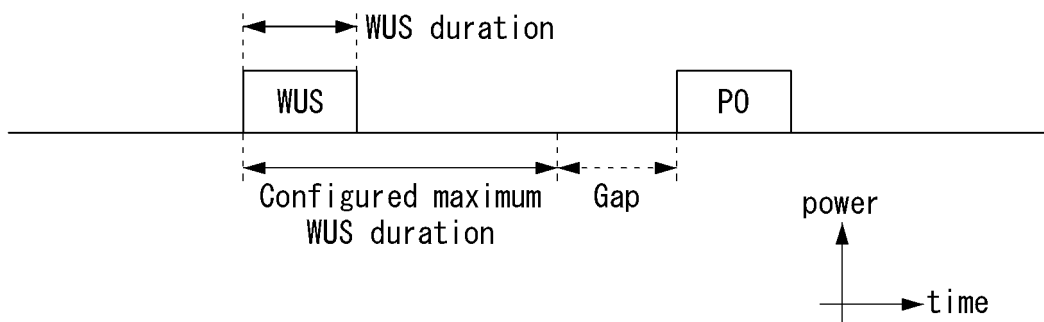 WUS duration
WUS
PO
Configured maximum
WUS duration
Gap
power
time